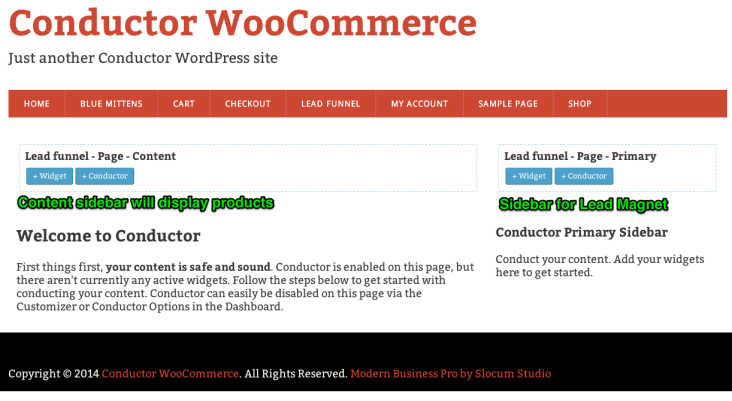 Conductor WooCommerce
Just another Conductor WordPress site
HOME BLUE MITTENS CART CHECKOUT LEAD FUNNEL MY ACCOUNT SAMPLE PAGE SHOP
Lead funnel - Page - Content
+ Widget + Conductor
Content sidebar will display products
Welcome to Conductor
First things first, your content is safe and sound. Conductor is enabled on this page, but
there aren't currently any active widgets. Follow the steps below to get started with
conducting your content. Conductor can easily be disabled on this page via the
Customizer or Conductor Options in the Dashboard.
Lead funnel - Page - Primary
+ Widget + Conductor
Sidebar for Lead Magnet
Conductor Primary Sidebar
Conduct your content. Add your widgets
here to get started.
Copyright © 2014 Conductor WooCommerce. All Rights Reserved. Modern Business Pro by Slocum Studio